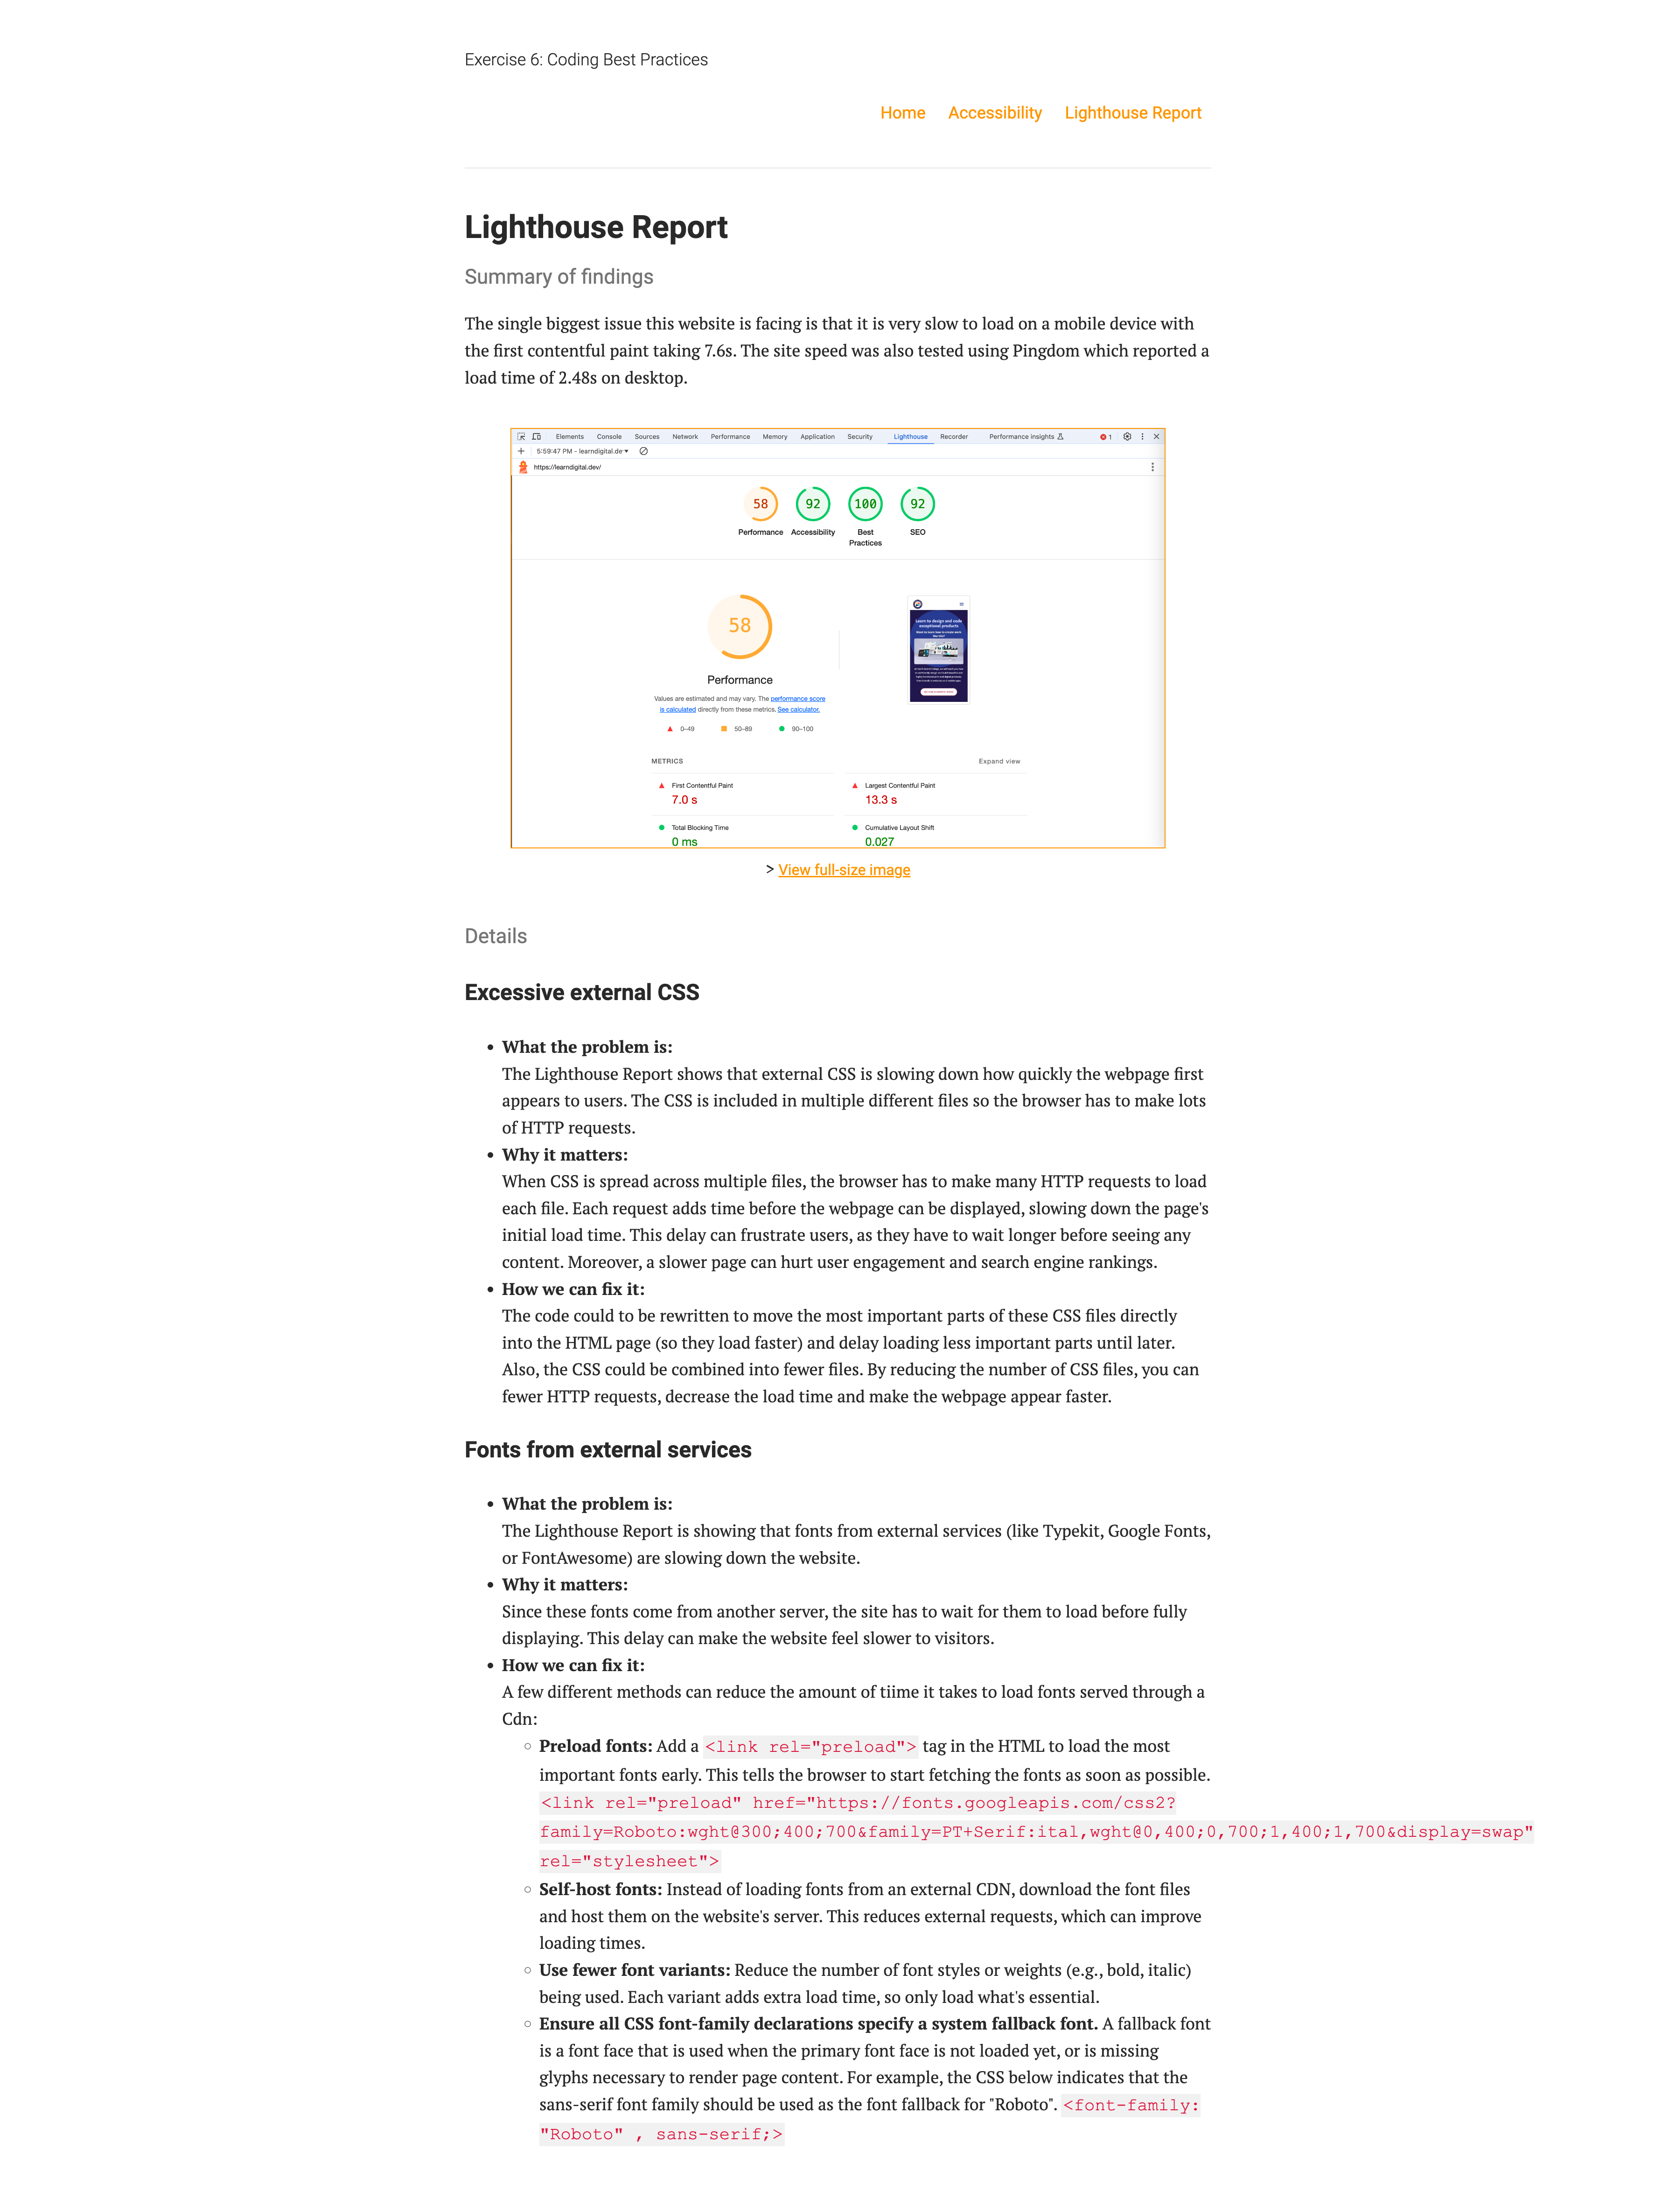 Exercise 6: Coding Best Practices
Home Accessibility Lighthouse Report
Lighthouse Report
Summary of findings
The single biggest issue this website is facing is that it is very slow to load on a mobile device with
the first contentful paint taking 7.6s. The site speed was also tested using Pingdom which reported a
load time of 2.48s on desktop.
Elements Console Sources Network Performance Memory Application Security Lighthouse Recorder Performance insights 1
5:59:47 PM - learndigital.de
https://learndigital.dev/
58 92 100 92
Performance Accessibility Best Practices SEO
58
Performance
Values are estimated and may vary. The performance score
is calculated directly from these metrics. See calculator.
0–49 50–89 90–100
Learn to design and code
exceptional products
METRICS Expand view
First Contentful Paint Largest Contentful Paint
7.0 s 13.3 s
Total Blocking Time Cumulative Layout Shift
0 ms 0.027
> View full-size image
Details
Excessive external CSS
• What the problem is:
The Lighthouse Report shows that external CSS is slowing down how quickly the webpage first
appears to users. The CSS is included in multiple different files so the browser has to make lots
of HTTP requests.
• Why it matters:
When CSS is spread across multiple files, the browser has to make many HTTP requests to load
each file. Each request adds time before the webpage can be displayed, slowing down the page's
initial load time. This delay can frustrate users, as they have to wait longer before seeing any
content. Moreover, a slower page can hurt user engagement and search engine rankings.
• How we can fix it:
The code could to be rewritten to move the most important parts of these CSS files directly
into the HTML page (so they load faster) and delay loading less important parts until later.
Also, the CSS could be combined into fewer files. By reducing the number of CSS files, you can
fewer HTTP requests, decrease the load time and make the webpage appear faster.
Fonts from external services
• What the problem is:
The Lighthouse Report is showing that fonts from external services (like Typekit, Google Fonts,
or FontAwesome) are slowing down the website.
• Why it matters:
Since these fonts come from another server, the site has to wait for them to load before fully
displaying. This delay can make the website feel slower to visitors.
• How we can fix it:
A few different methods can reduce the amount of tiime it takes to load fonts served through a
Cdn:
◦ Preload fonts: Add a <link rel="preload"> tag in the HTML to load the most
important fonts early. This tells the browser to start fetching the fonts as soon as possible.
<link rel="preload" href="https://fonts.googleapis.com/css2?
family=Roboto:wght@300;400;700&family=PT+Serif:ital,wght@0,400;0,700;1,400;1,700&display=swap"
rel="stylesheet">
◦ Self-host fonts: Instead of loading fonts from an external CDN, download the font files
and host them on the website's server. This reduces external requests, which can improve
loading times.
◦ Use fewer font variants: Reduce the number of font styles or weights (e.g., bold, italic)
being used. Each variant adds extra load time, so only load what's essential.
◦ Ensure all CSS font-family declarations specify a system fallback font. A fallback font
is a font face that is used when the primary font face is not loaded yet, or is missing
glyphs necessary to render page content. For example, the CSS below indicates that the
sans-serif font family should be used as the font fallback for "Roboto". <font-family:
"Roboto" , sans-serif;>